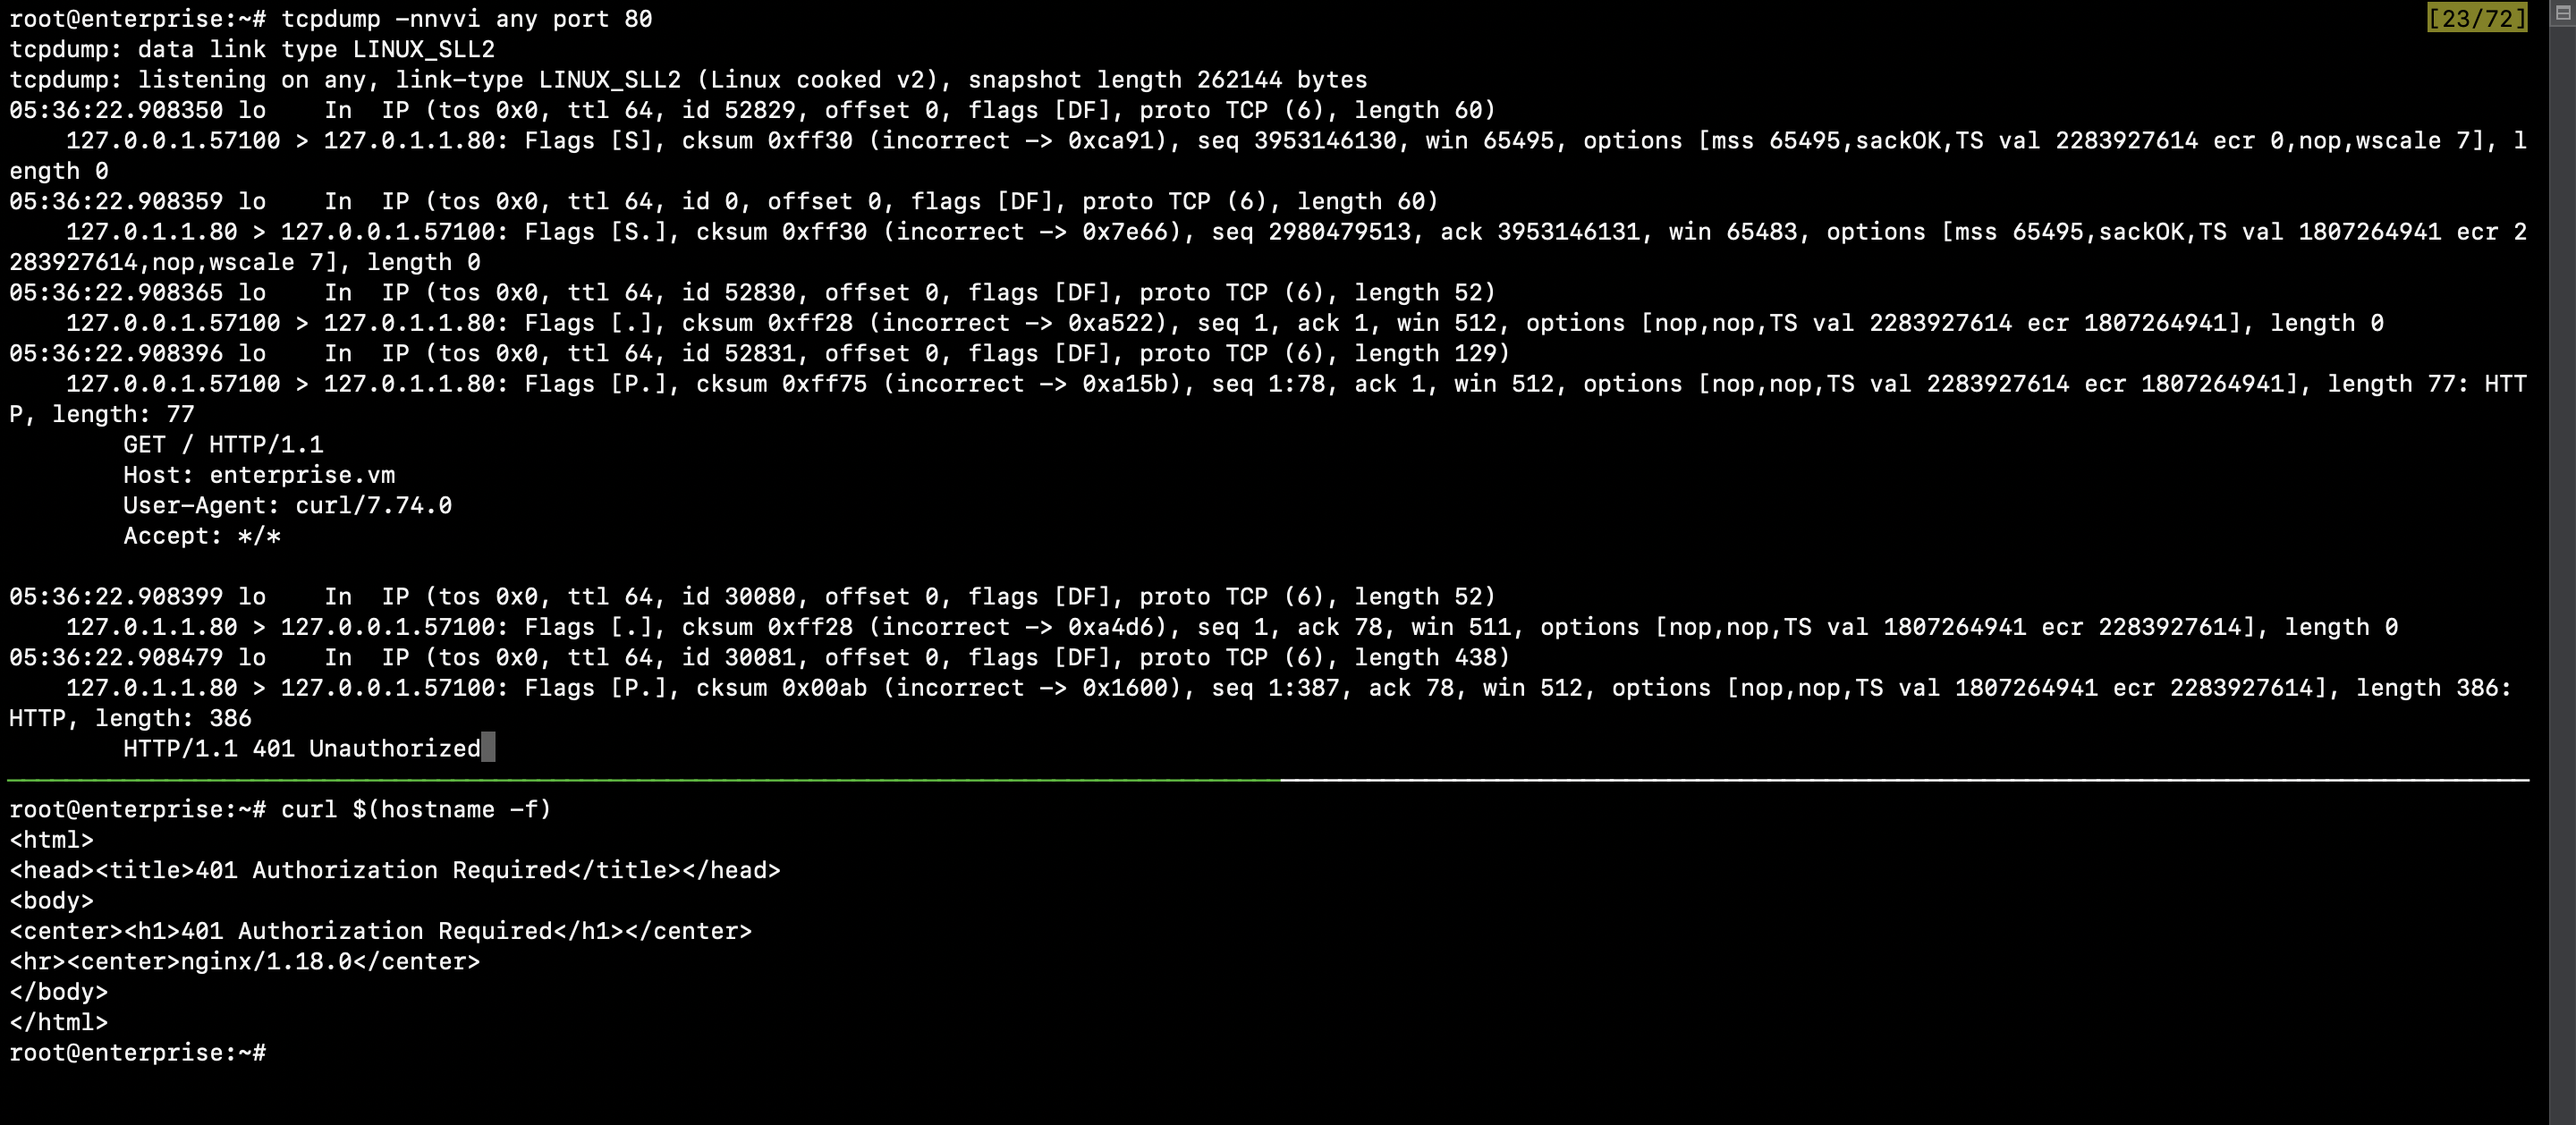 root@enterprise:~# tcpdump -nnvvi any port 80 [23/72]
tcpdump: data link type LINUX_SLL2
tcpdump: listening on any, link-type LINUX_SLL2 (Linux cooked v2), snapshot length 262144 bytes
05:36:22.908350 lo    In  IP (tos 0x0, ttl 64, id 52829, offset 0, flags [DF], proto TCP (6), length 60)
    127.0.0.1.57100 > 127.0.1.1.80: Flags [S], cksum 0xff30 (incorrect -> 0xca91), seq 3953146130, win 65495, options [mss 65495,sackOK,TS val 2283927614 ecr 0,nop,wscale 7], l
ength 0
05:36:22.908359 lo    In  IP (tos 0x0, ttl 64, id 0, offset 0, flags [DF], proto TCP (6), length 60)
    127.0.1.1.80 > 127.0.0.1.57100: Flags [S.], cksum 0xff30 (incorrect -> 0x7e66), seq 2980479513, ack 3953146131, win 65483, options [mss 65495,sackOK,TS val 1807264941 ecr 2
283927614,nop,wscale 7], length 0
05:36:22.908365 lo    In  IP (tos 0x0, ttl 64, id 52830, offset 0, flags [DF], proto TCP (6), length 52)
    127.0.0.1.57100 > 127.0.1.1.80: Flags [.], cksum 0xff28 (incorrect -> 0xa522), seq 1, ack 1, win 512, options [nop,nop,TS val 2283927614 ecr 1807264941], length 0
05:36:22.908396 lo    In  IP (tos 0x0, ttl 64, id 52831, offset 0, flags [DF], proto TCP (6), length 129)
    127.0.0.1.57100 > 127.0.1.1.80: Flags [P.], cksum 0xff75 (incorrect -> 0xa15b), seq 1:78, ack 1, win 512, options [nop,nop,TS val 2283927614 ecr 1807264941], length 77: HTT
P, length: 77
        GET / HTTP/1.1
        Host: enterprise.vm
        User-Agent: curl/7.74.0
        Accept: */*
05:36:22.908399 lo    In  IP (tos 0x0, ttl 64, id 30080, offset 0, flags [DF], proto TCP (6), length 52)
    127.0.1.1.80 > 127.0.0.1.57100: Flags [.], cksum 0xff28 (incorrect -> 0xa4d6), seq 1, ack 78, win 511, options [nop,nop,TS val 1807264941 ecr 2283927614], length 0
05:36:22.908479 lo    In  IP (tos 0x0, ttl 64, id 30081, offset 0, flags [DF], proto TCP (6), length 438)
    127.0.1.1.80 > 127.0.0.1.57100: Flags [P.], cksum 0x00ab (incorrect -> 0x1600), seq 1:387, ack 78, win 512, options [nop,nop,TS val 1807264941 ecr 2283927614], length 386:
HTTP, length: 386
        HTTP/1.1 401 Unauthorized
root@enterprise:~# curl $(hostname -f)
<html>
<head><title>401 Authorization Required</title></head>
<body>
<center><h1>401 Authorization Required</h1></center>
<hr><center>nginx/1.18.0</center>
</body>
</html>
root@enterprise:~#